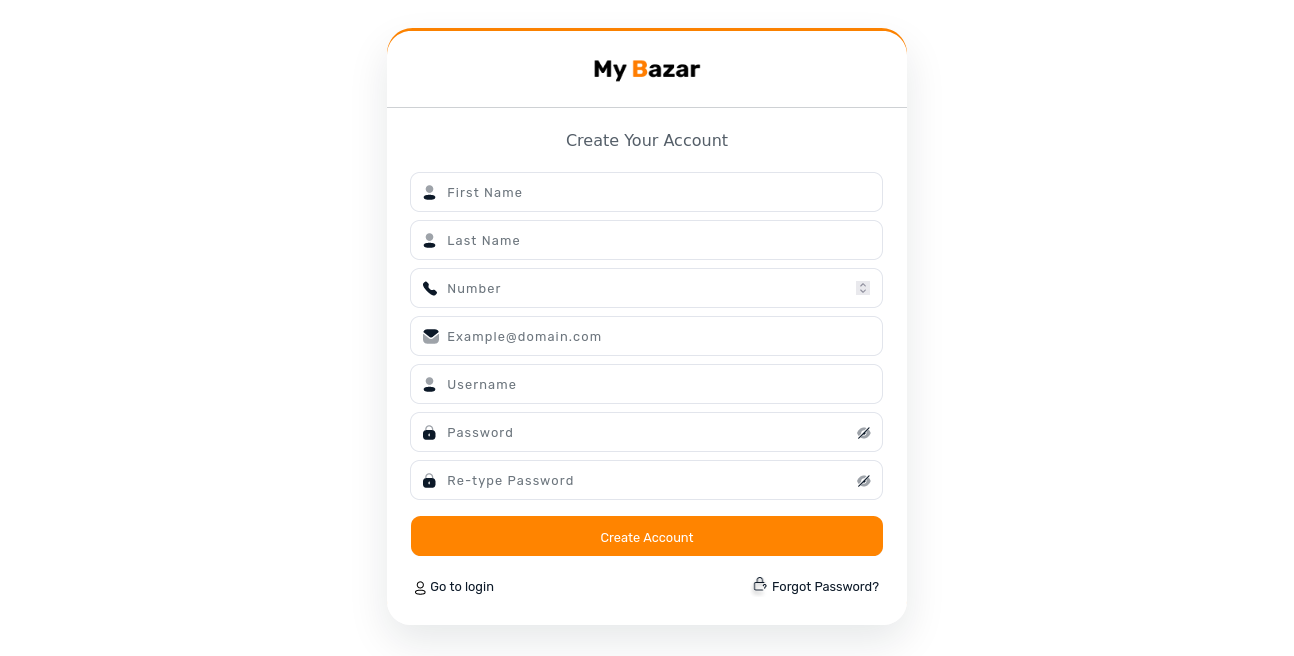 My Bazar
Create Your Account
First Name
Last Name
Number
Example@domain.com
Username
Password
Re-type Password
Create Account
Go to login
Forgot Password?